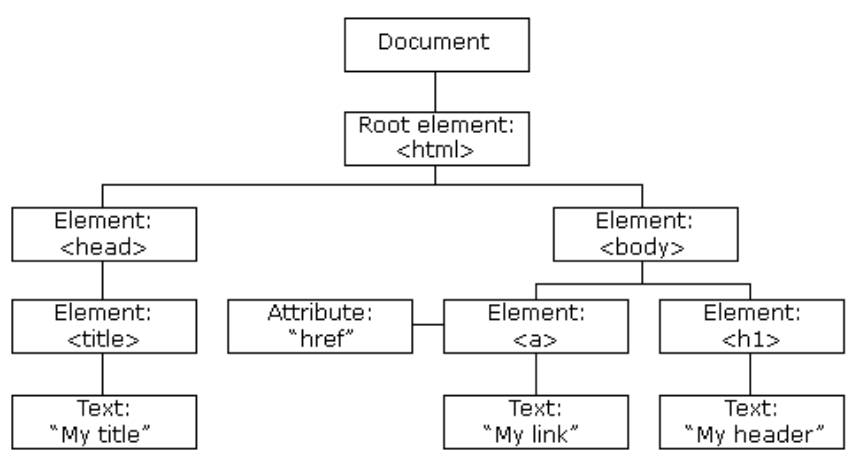 Document
Root element:
<html>
Element:
<head>
Element:
<body>
Element:
<title>
Attribute:
“href”
Element:
<a>
Element:
<h1>
Text:
“My title”
Text:
“My link”
Text:
“My header”